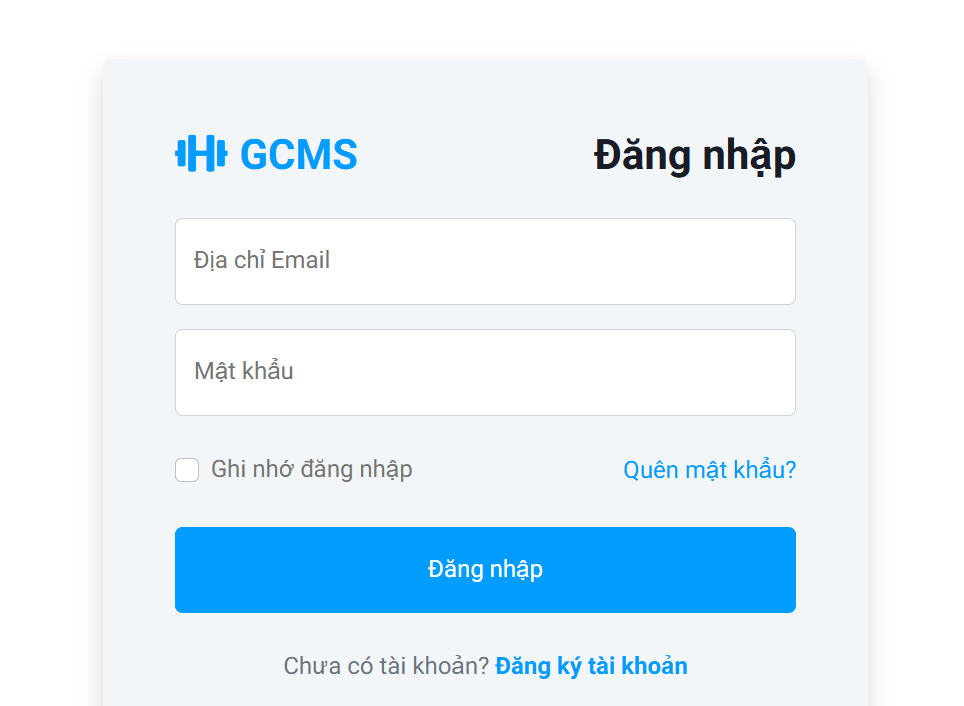 GCMS
Đăng nhập
Địa chỉ Email
Mật khẩu
Ghi nhớ đăng nhập
Quên mật khẩu?
Đăng nhập
Chưa có tài khoản? Đăng ký tài khoản